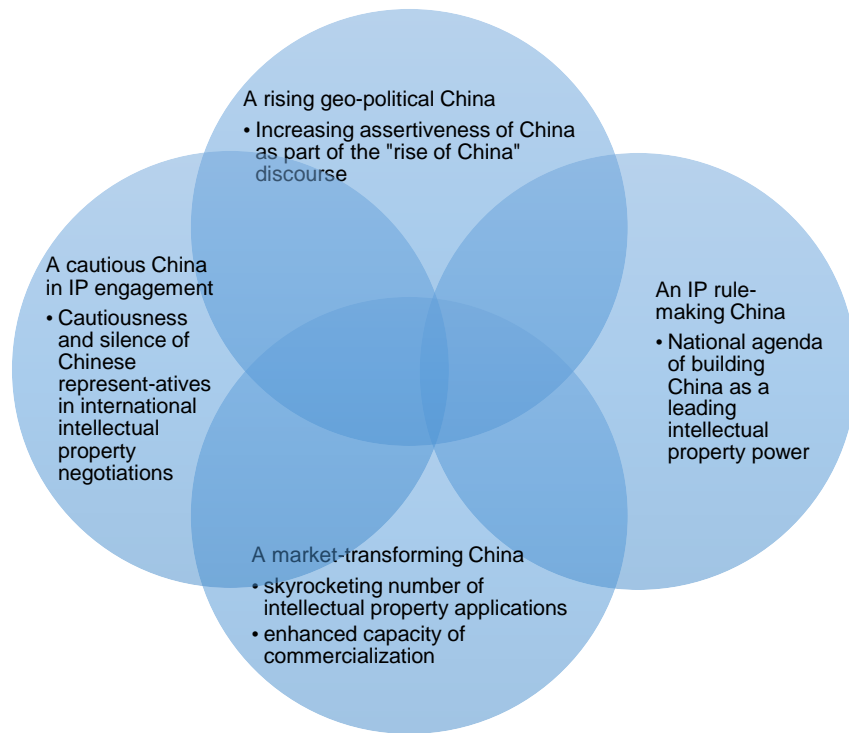 A rising geo-political China
• Increasing assertiveness of China
as part of the "rise of China"
discourse
A cautious China
in IP engagement
• Cautiousness
and silence of
Chinese
represent-atives
in international
intellectual
property
negotiations
An IP rule-
making China
• National agenda
of building
China as a
leading
intellectual
property power
A market-transforming China
• skyrocketing number of
intellectual property applications
• enhanced capacity of
commercialization